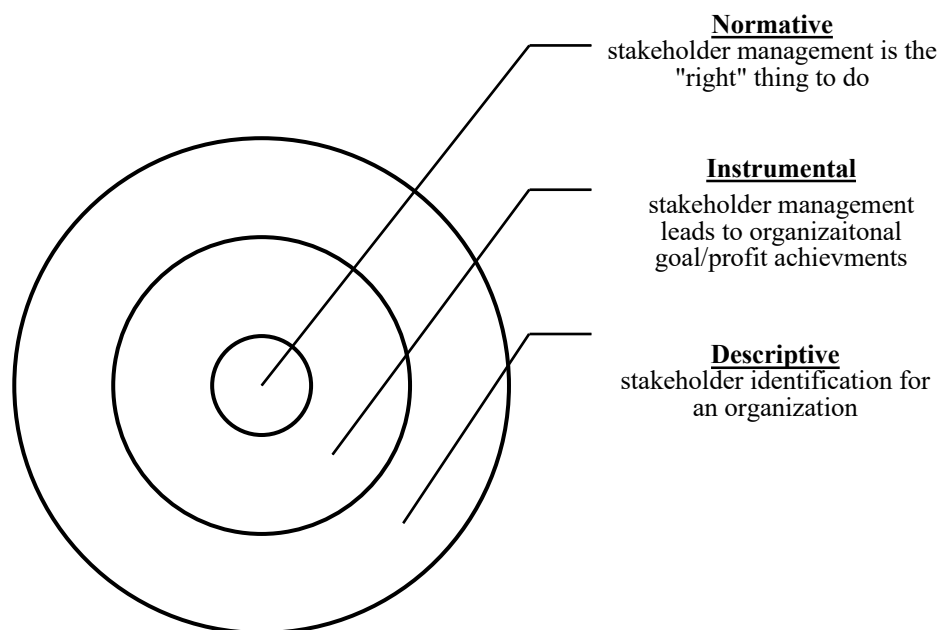 Normative
stakeholder management is the
"right" thing to do
Instrumental
stakeholder management
leads to organizaitonal
goal/profit achievments
Descriptive
stakeholder identification for
an organization